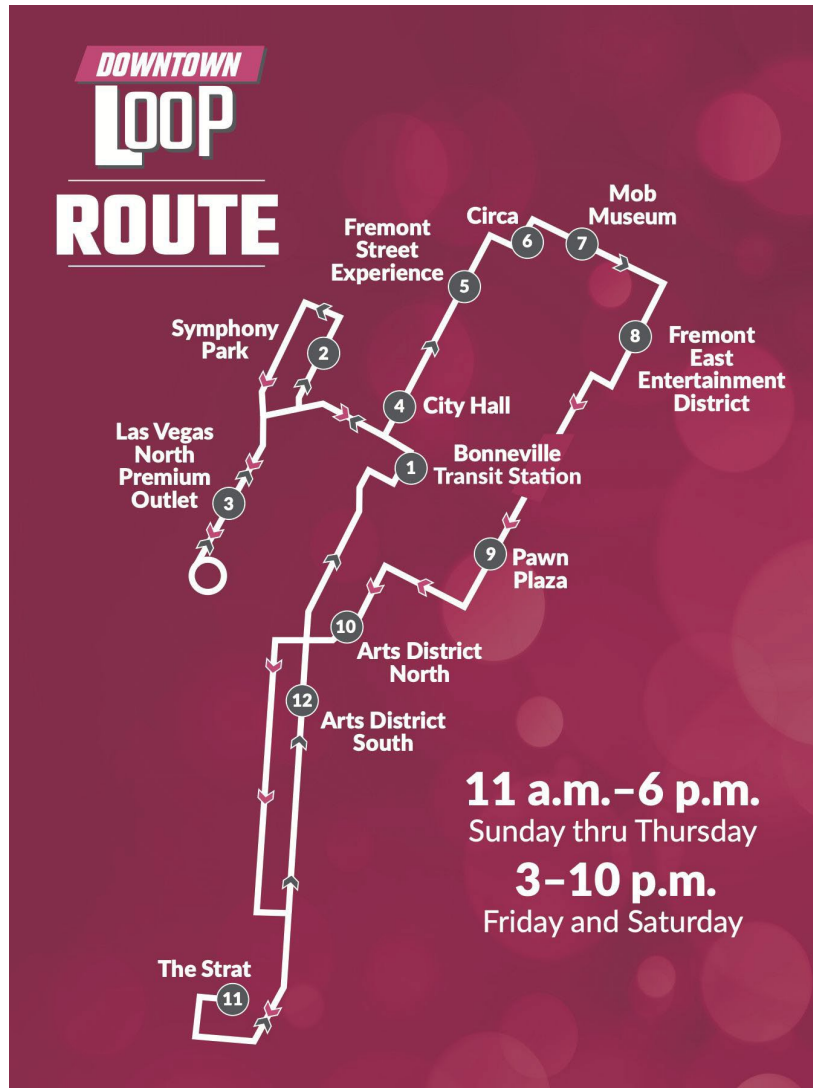 DOWNTOWN
LOOP
ROUTE
Mob
Museum
Circa
6
7
Fremont
Street
Experience
5
8
Fremont
East
Entertainment
District
Symphony
Park
2
4
City Hall
Las Vegas
North
Premium
Outlet
3
1
Bonneville
Transit Station
9
Pawn
Plaza
10
Arts District
North
12
Arts District
South
11 a.m.–6 p.m.
Sunday thru Thursday
3–10 p.m.
Friday and Saturday
The Strat
11